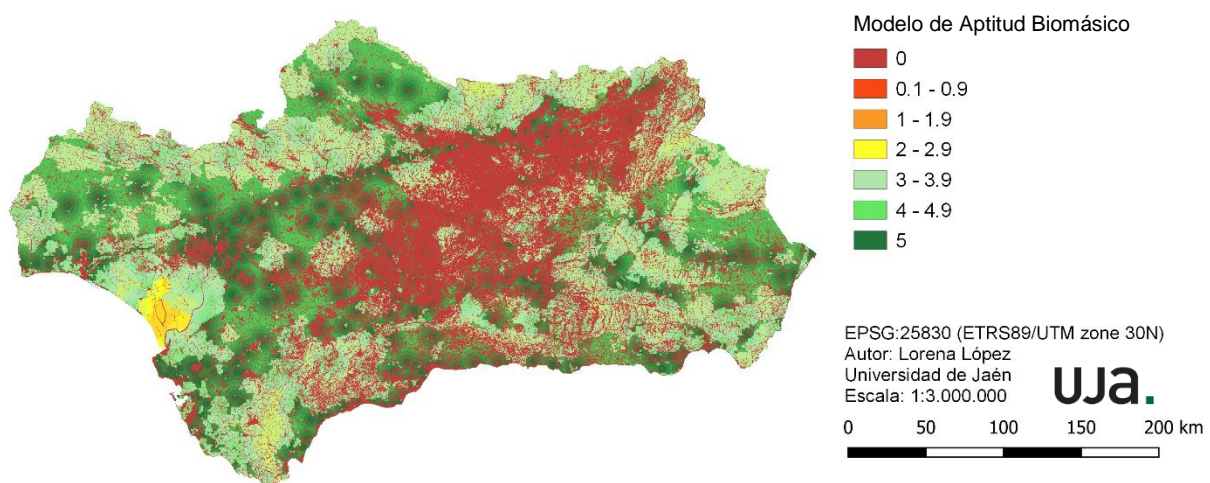 Modelo de Aptitud Biomásico
0
0.1 - 0.9
1 - 1.9
2 - 2.9
3 - 3.9
4 - 4.9
5
EPSG:25830 (ETRS89/UTM zone 30N)
Autor: Lorena López
Universidad de Jaén
Escala: 1:3.000.000
uja.
0 50 100 150 200 km